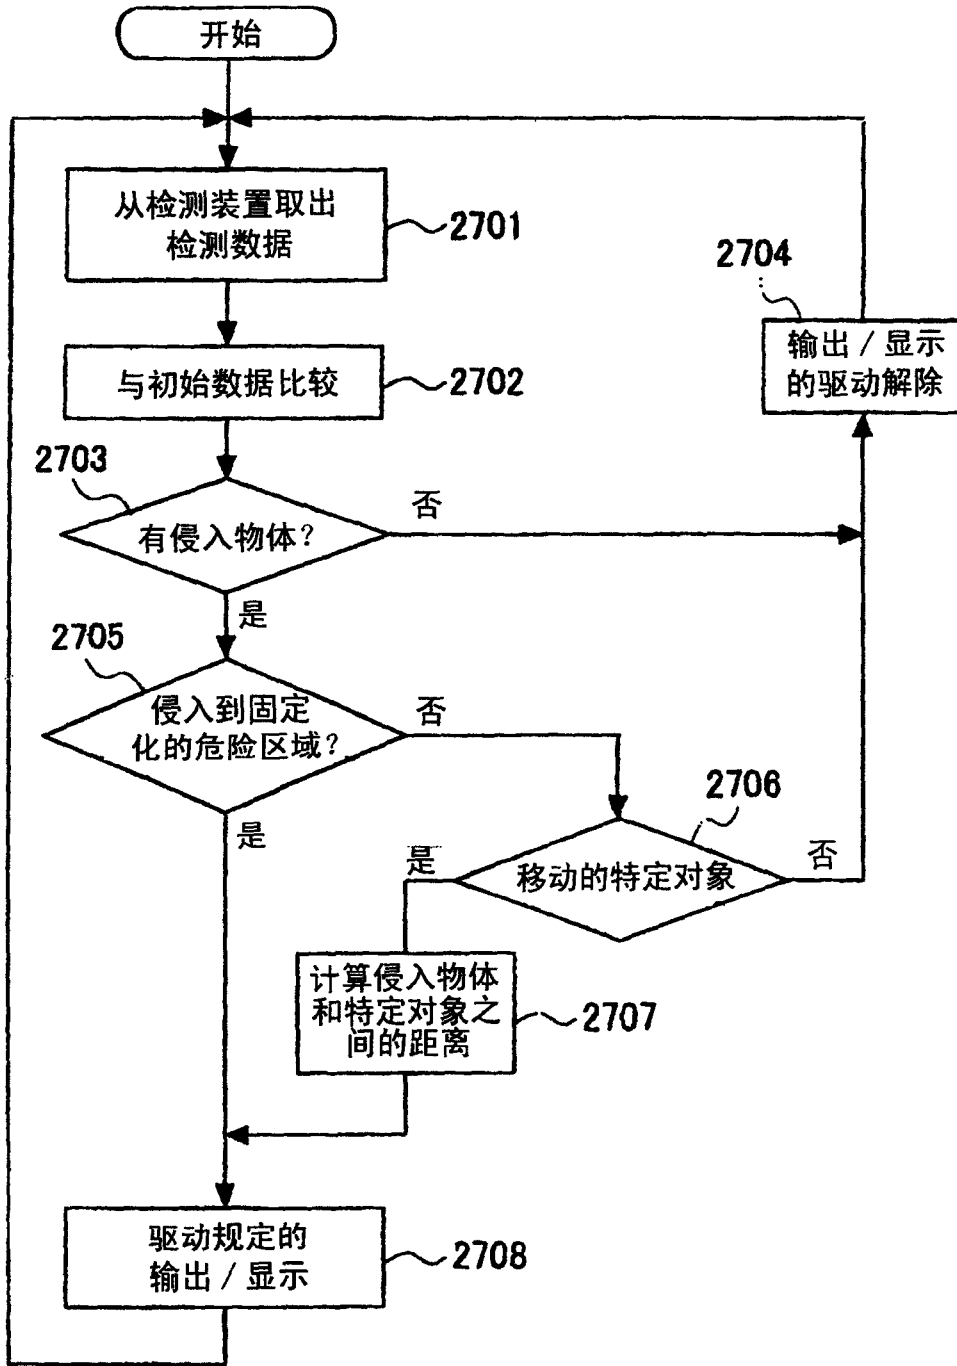 开始
从检测装置取出
检测数据
2701
与初始数据比较
2702
2703
有侵入物体？
否
是
2704
输出／显示
的驱动解除
2705
侵入到固定
化的危险区域？
否
是
2706
移动的特定对象
是
否
计算侵入物体
和特定对象之
间的距离
2707
驱动规定的
输出／显示
2708